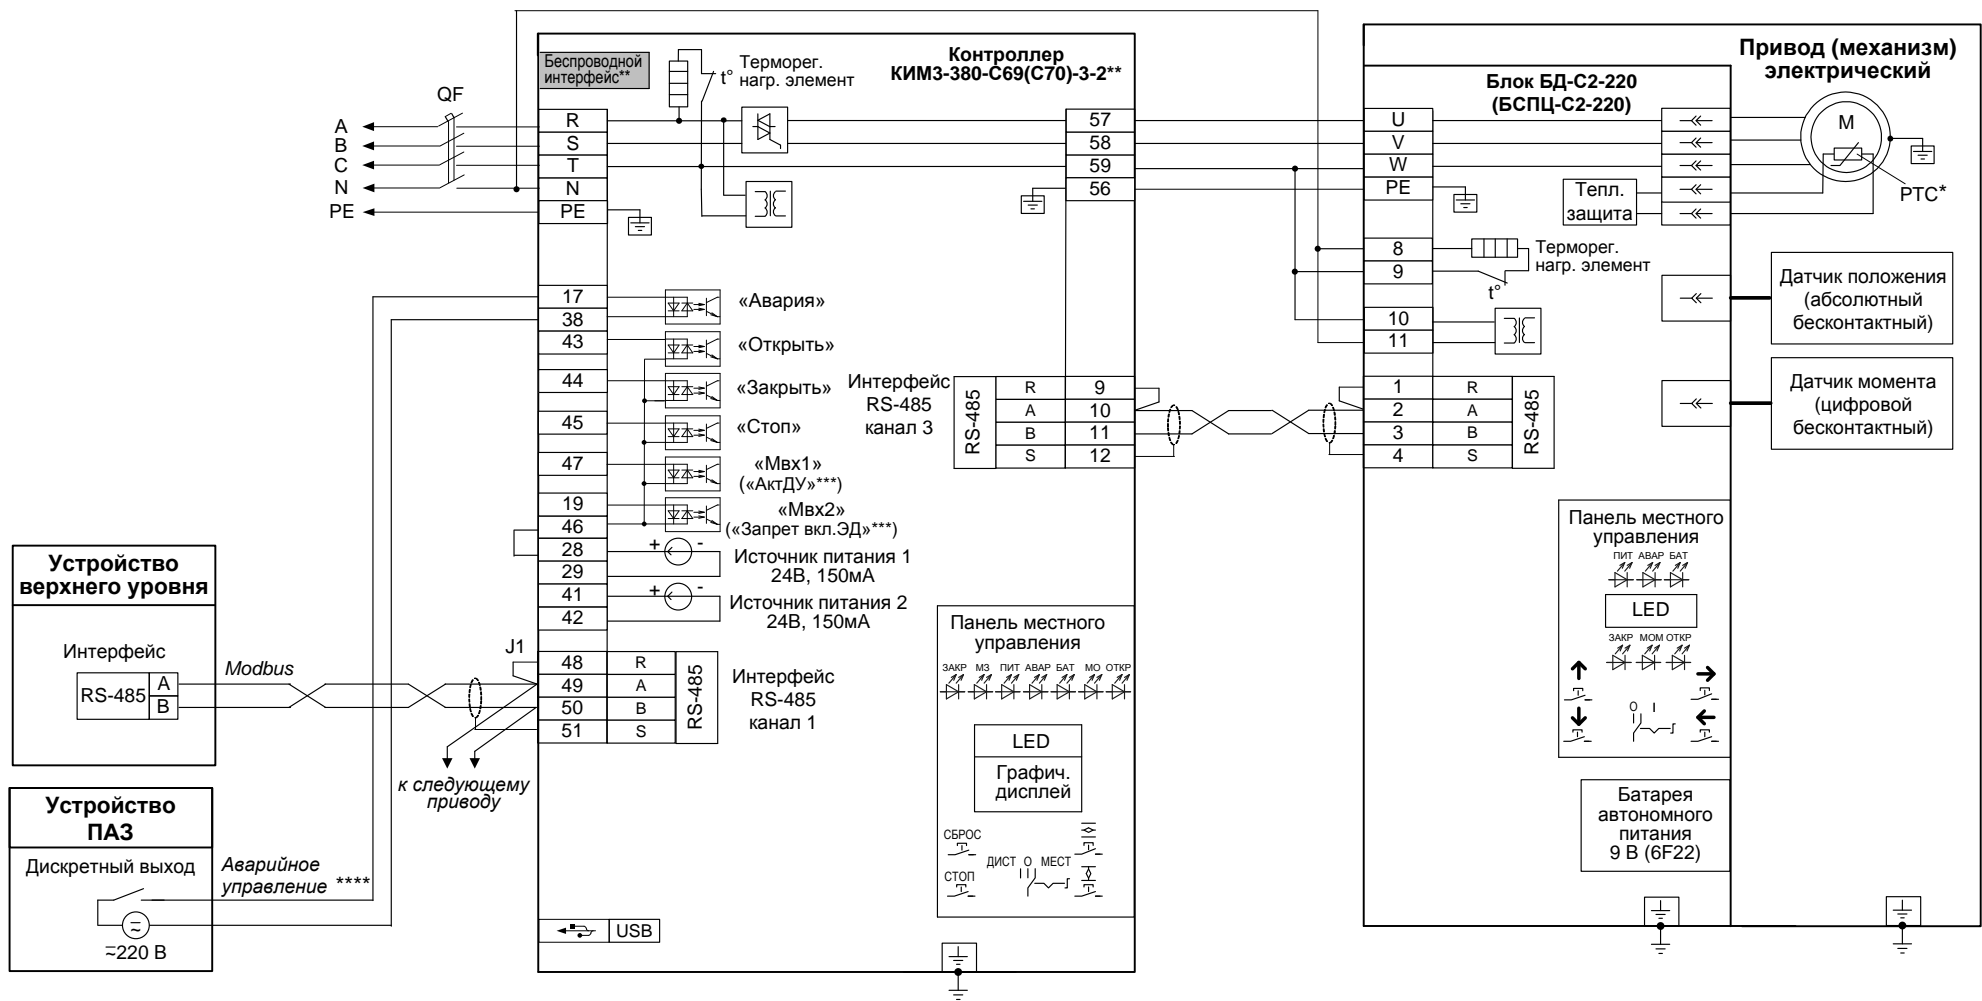 QF
A
B
C
N
PE
Беспроводной
интерфейс**
t°
Терморег.
нагр. элемент
Контроллер
КИМ3-380-С69(С70)-3-2**
R
S
T
N
PE
57
58
59
56
17
38
43
44
45
47
19
46
28
29
41
42
«Авария»
«Открыть»
«Закрыть»
«Стоп»
«Мвх1»
(«АктДУ»***)
«Мвх2»
(«Запрет вкл.ЭД»***)
+ -
Источник питания 1
24В, 150мА
+ -
Источник питания 2
24В, 150мА
Интерфейс
RS-485
канал 3
RS-485
R 9
A 10
B 11
S 12
J1
48 R
49 A
50 B
51 S
RS-485
Интерфейс
RS-485
канал 1
Панель местного
управления
ЗАКР МЗ ПИТ АВАР БАТ МО ОТКР
LED
Графич.
дисплей
СБРОС
ДИСТ О МЕСТ
СТОП
USB
Устройство
верхнего уровня
Интерфейс
RS-485
A
B
Modbus
к следующему
приводу
Устройство
ПАЗ
Дискретный выход
≂220 В
Аварийное
управление ****
Привод (механизм)
электрический
Блок БД-С2-220
(БСПЦ-С2-220)
U
V
W
PE
M
PTC*
Тепл.
защита
8
9
10
11
Терморег.
нагр. элемент
t°
Датчик положения
(абсолютный
бесконтактный)
Датчик момента
(цифровой
бесконтактный)
1 R
2 A
3 B
4 S
RS-485
Панель местного
управления
ПИТ АВАР БАТ
LED
ЗАКР МОМ ОТКР
O I
Батарея
автономного
питания
9 В (6F22)